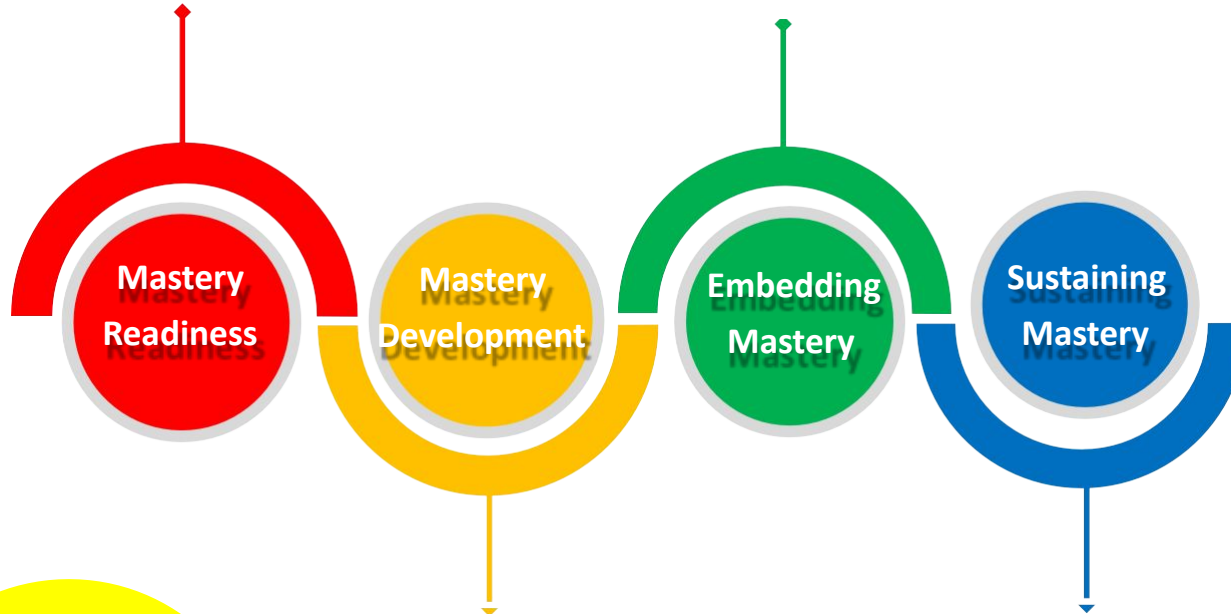 Mastery
Readiness
Mastery
Development
Embedding
Mastery
Sustaining
Mastery